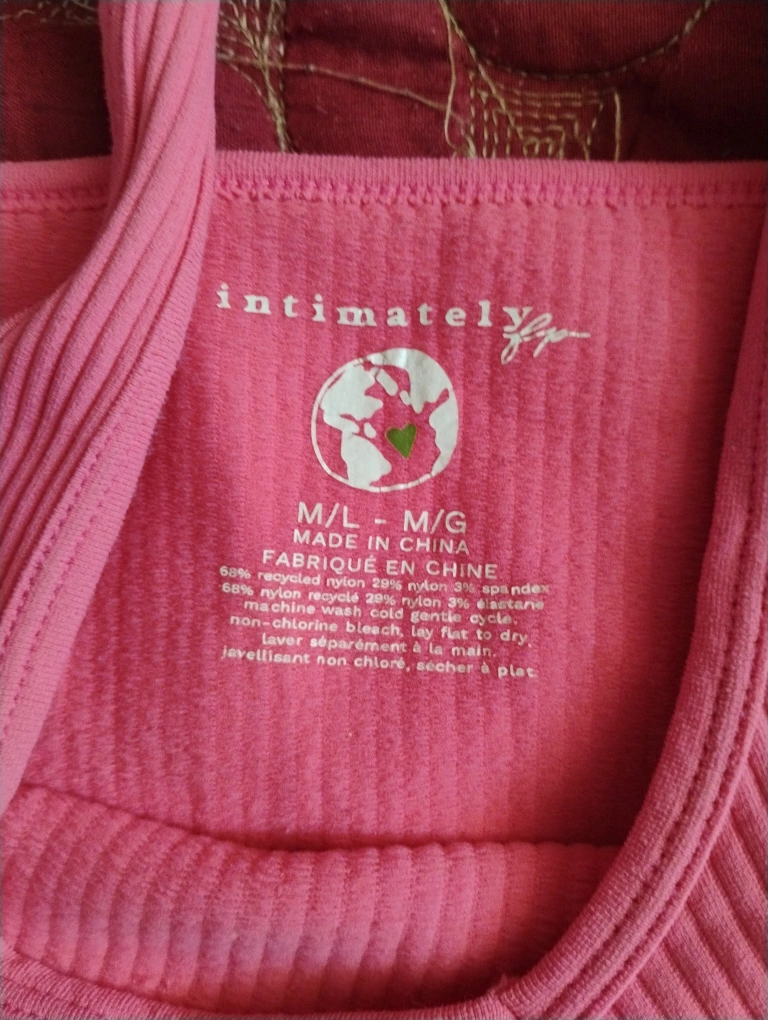 intimately fp
M/L - M/G
MADE IN CHINA
FABRIQUÉ EN CHINE
68% recycled nylon 29% nylon 3% spandex
68% nylon recyclé 29% nylon 3% élastane
machine wash cold gentle cycle.
non-chlorine bleach, lay flat to dry.
laver séparément à la main.
javellisant non chloré, sécher à plat